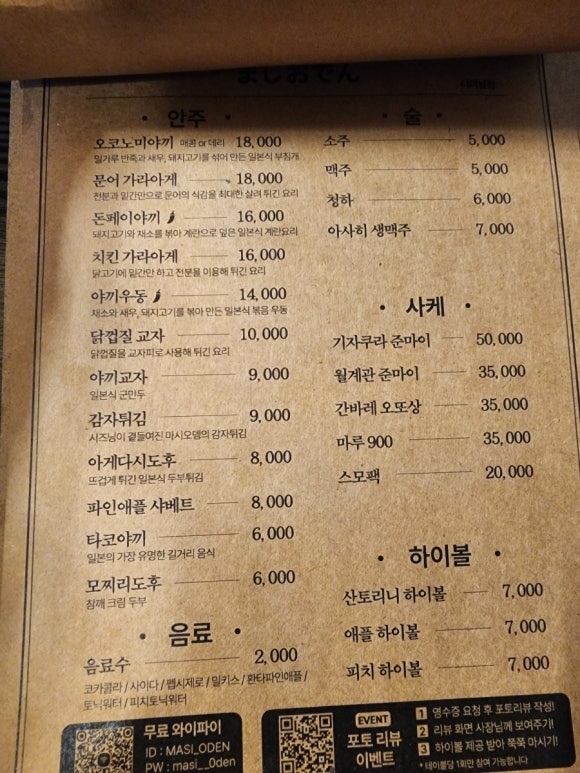 ましおでん
• 안주 •
오코노미야끼 매콤 or 데리 18,000
밀가루 반죽과 새우, 돼지고기를 섞어 만든 일본식 부침개
문어 가라아게 18,000
전분과 밑간만으로 문어의 식감을 최대한 살려 튀긴 요리
돈페이야끼 16,000
돼지고기와 채소를 볶아 계란으로 덮은 일본식 계란요리
치킨 가라아게 16,000
닭고기에 밑간만 하고 전분을 이용해 튀긴 요리
야끼우동 14,000
채소와 새우, 돼지고기를 볶아 만든 일본식 볶음 우동
닭껍질 교자 10,000
닭껍질을 교자피로 사용해 튀긴 요리
야끼교자 9,000
일본식 군만두
감자튀김 9,000
시즈닝이 곁들여진 마시오뎅의 감자튀김
아게다시도후 8,000
뜨겁게 튀긴 일본식 두부튀김
파인애플 샤베트 8,000
타코야끼 6,000
일본의 가장 유명한 길거리 음식
모찌리도후 6,000
참깨 크림 두부
• 음료 •
음료수 2,000
코카콜라 / 사이다 / 펩시제로 / 밀키스 / 환타파인애플 /
토닉워터 / 피치토닉워터
• 술 •
소주 5,000
맥주 5,000
청하 6,000
아사히 생맥주 7,000
• 사케 •
기자쿠라 준마이 50,000
월계관 준마이 35,000
간바레 오또상 35,000
마루 900 35,000
스모팩 20,000
• 하이볼 •
산토리니 하이볼 7,000
애플 하이볼 7,000
피치 하이볼 7,000
무료 와이파이
ID : MASI_ODEN
PW : masi__0den
EVENT
포토 리뷰
이벤트
1 영수증 요청 후 포토리뷰 작성!
2 리뷰 화면 사장님께 보여주기!
3 하이볼 제공 받아 쭉쭉 마시기!
* 테이블당 1회만 참여 가능합니다